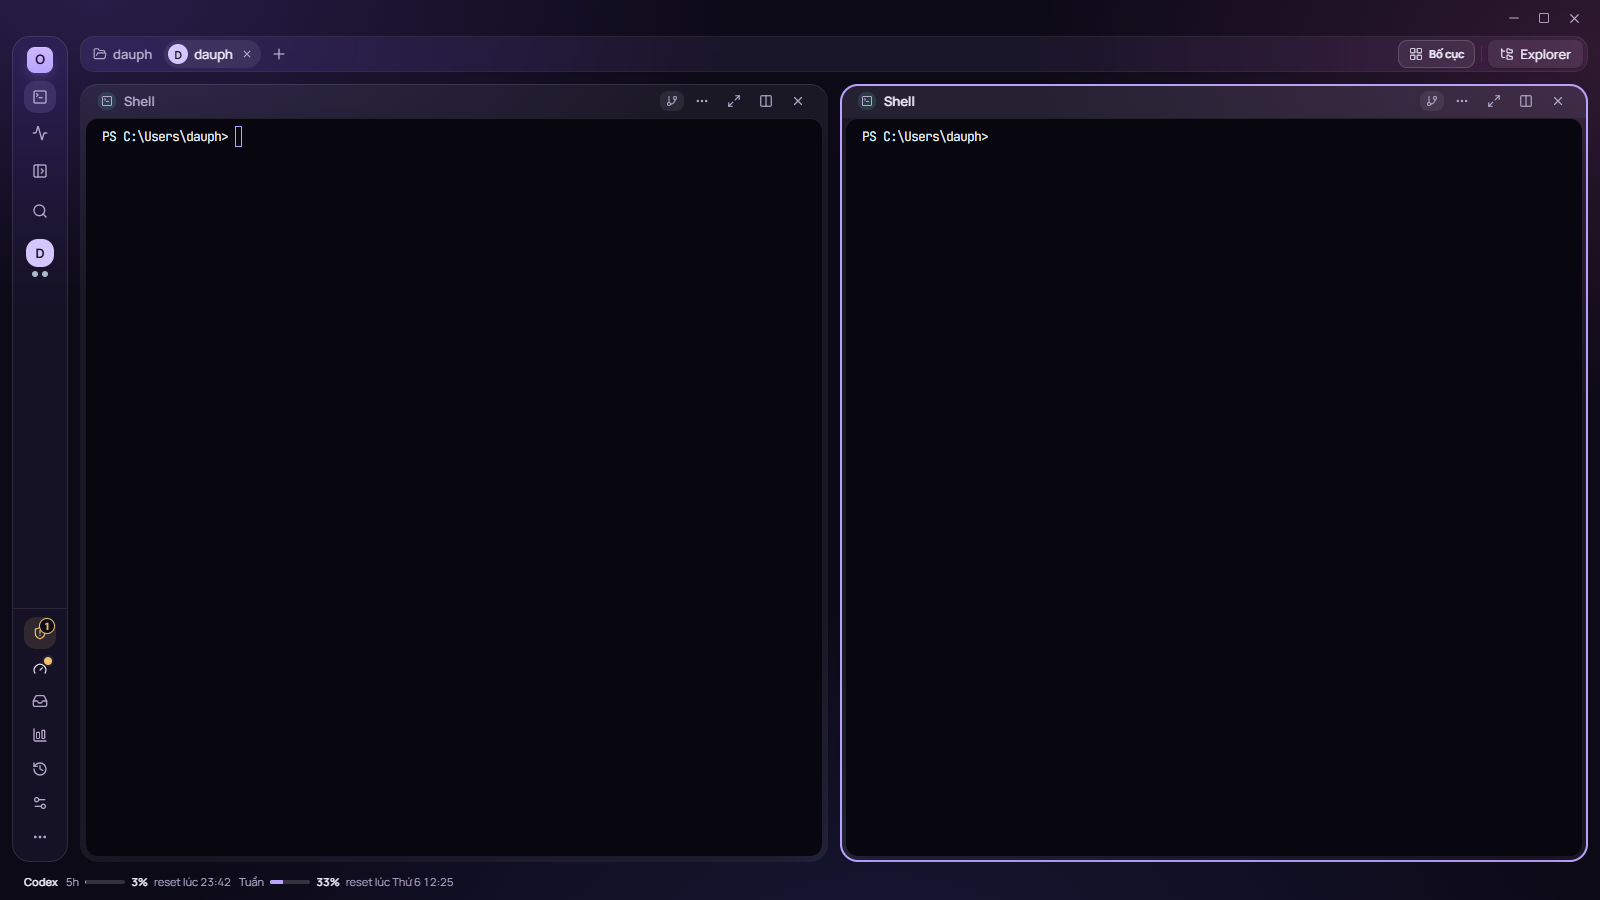 O
dauph
D dauph
Bố cục
Explorer
Shell
PS C:\Users\dauph>
Shell
PS C:\Users\dauph>
D
1
Codex 5h 3% reset lúc 23:42 Tuần 33% reset lúc Thứ 6 12:25